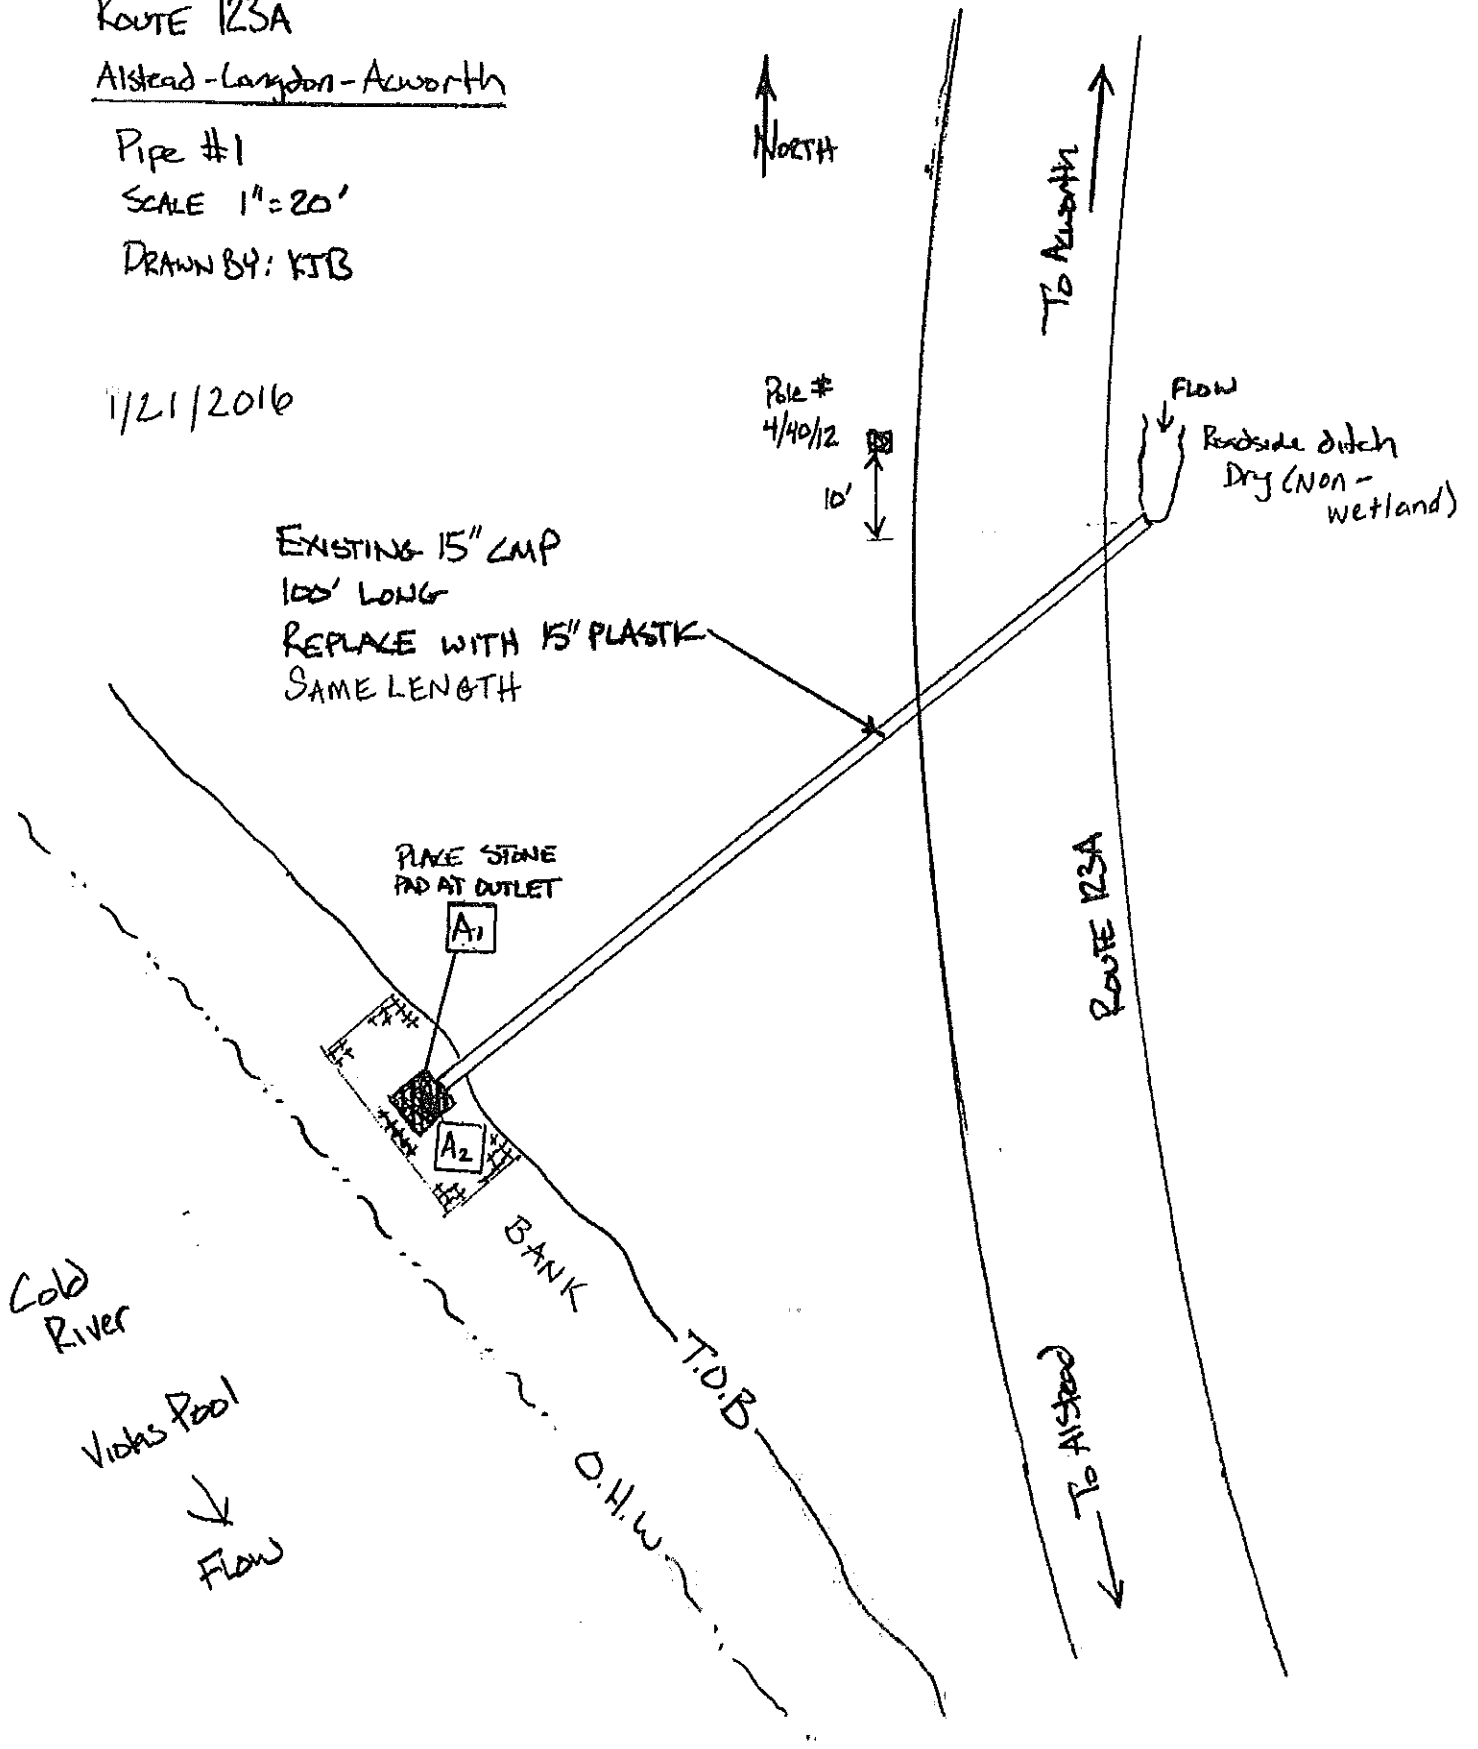 ROUTE 123A
Alstead-Langdon-Acworth
Pipe #1
SCALE 1"=20'
DRAWN BY: KJB
1/21/2016
NORTH
To Acworth
Pole #
4/40/12
10'
FLOW
Roadside ditch
Dry (Non-
wetland)
EXISTING 15" CMP
100' LONG
REPLACE WITH 15" PLASTIC
SAME LENGTH
PLACE STONE
PAD AT OUTLET
A1
A2
ROUTE 123A
BANK
T.O.B
O.H.W
Cold
River
Vilas Pool
Flow
To Alstead